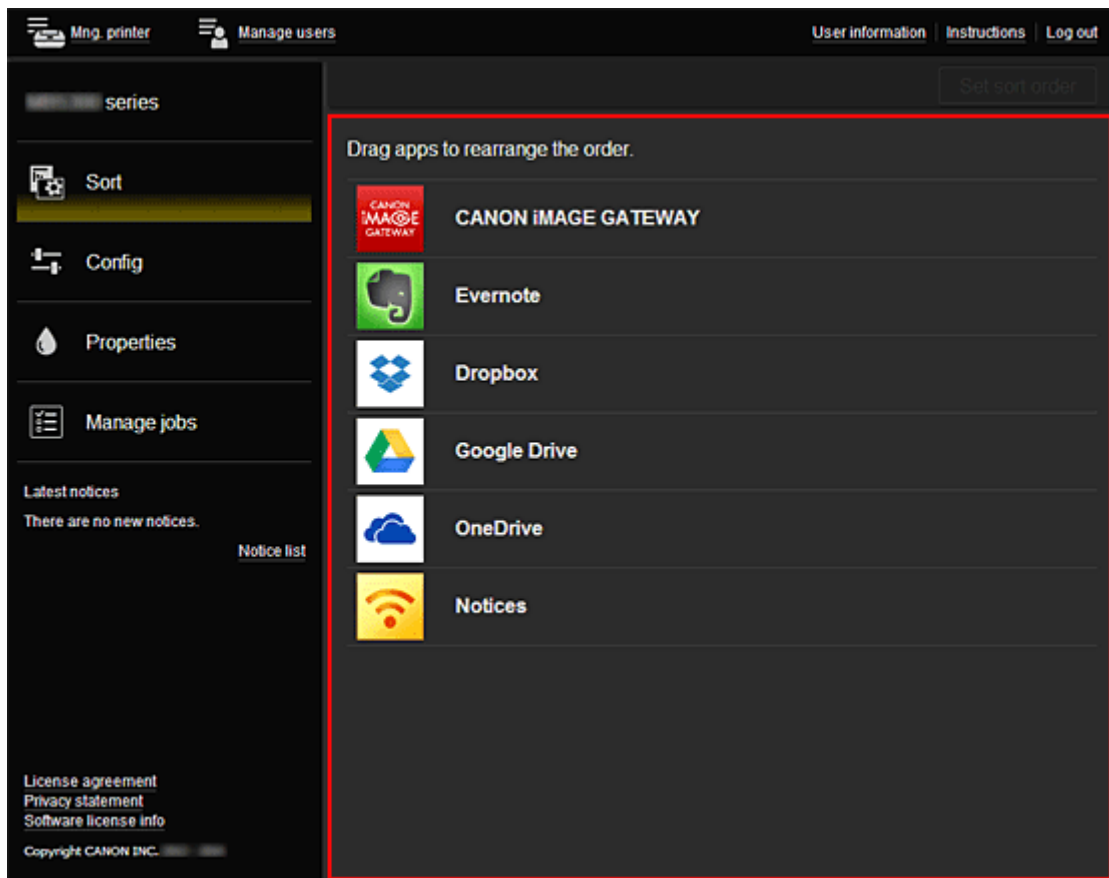 Mng. printer
Manage users
User information
Instructions
Log out
series
Set sort order
Sort
Config
Properties
Manage jobs
Latest notices
There are no new notices.
Notice list
License agreement
Privacy statement
Software license info
Copyright CANON INC.
Drag apps to rearrange the order.
CANON
iMAGE
GATEWAY
CANON iMAGE GATEWAY
Evernote
Dropbox
Google Drive
OneDrive
Notices